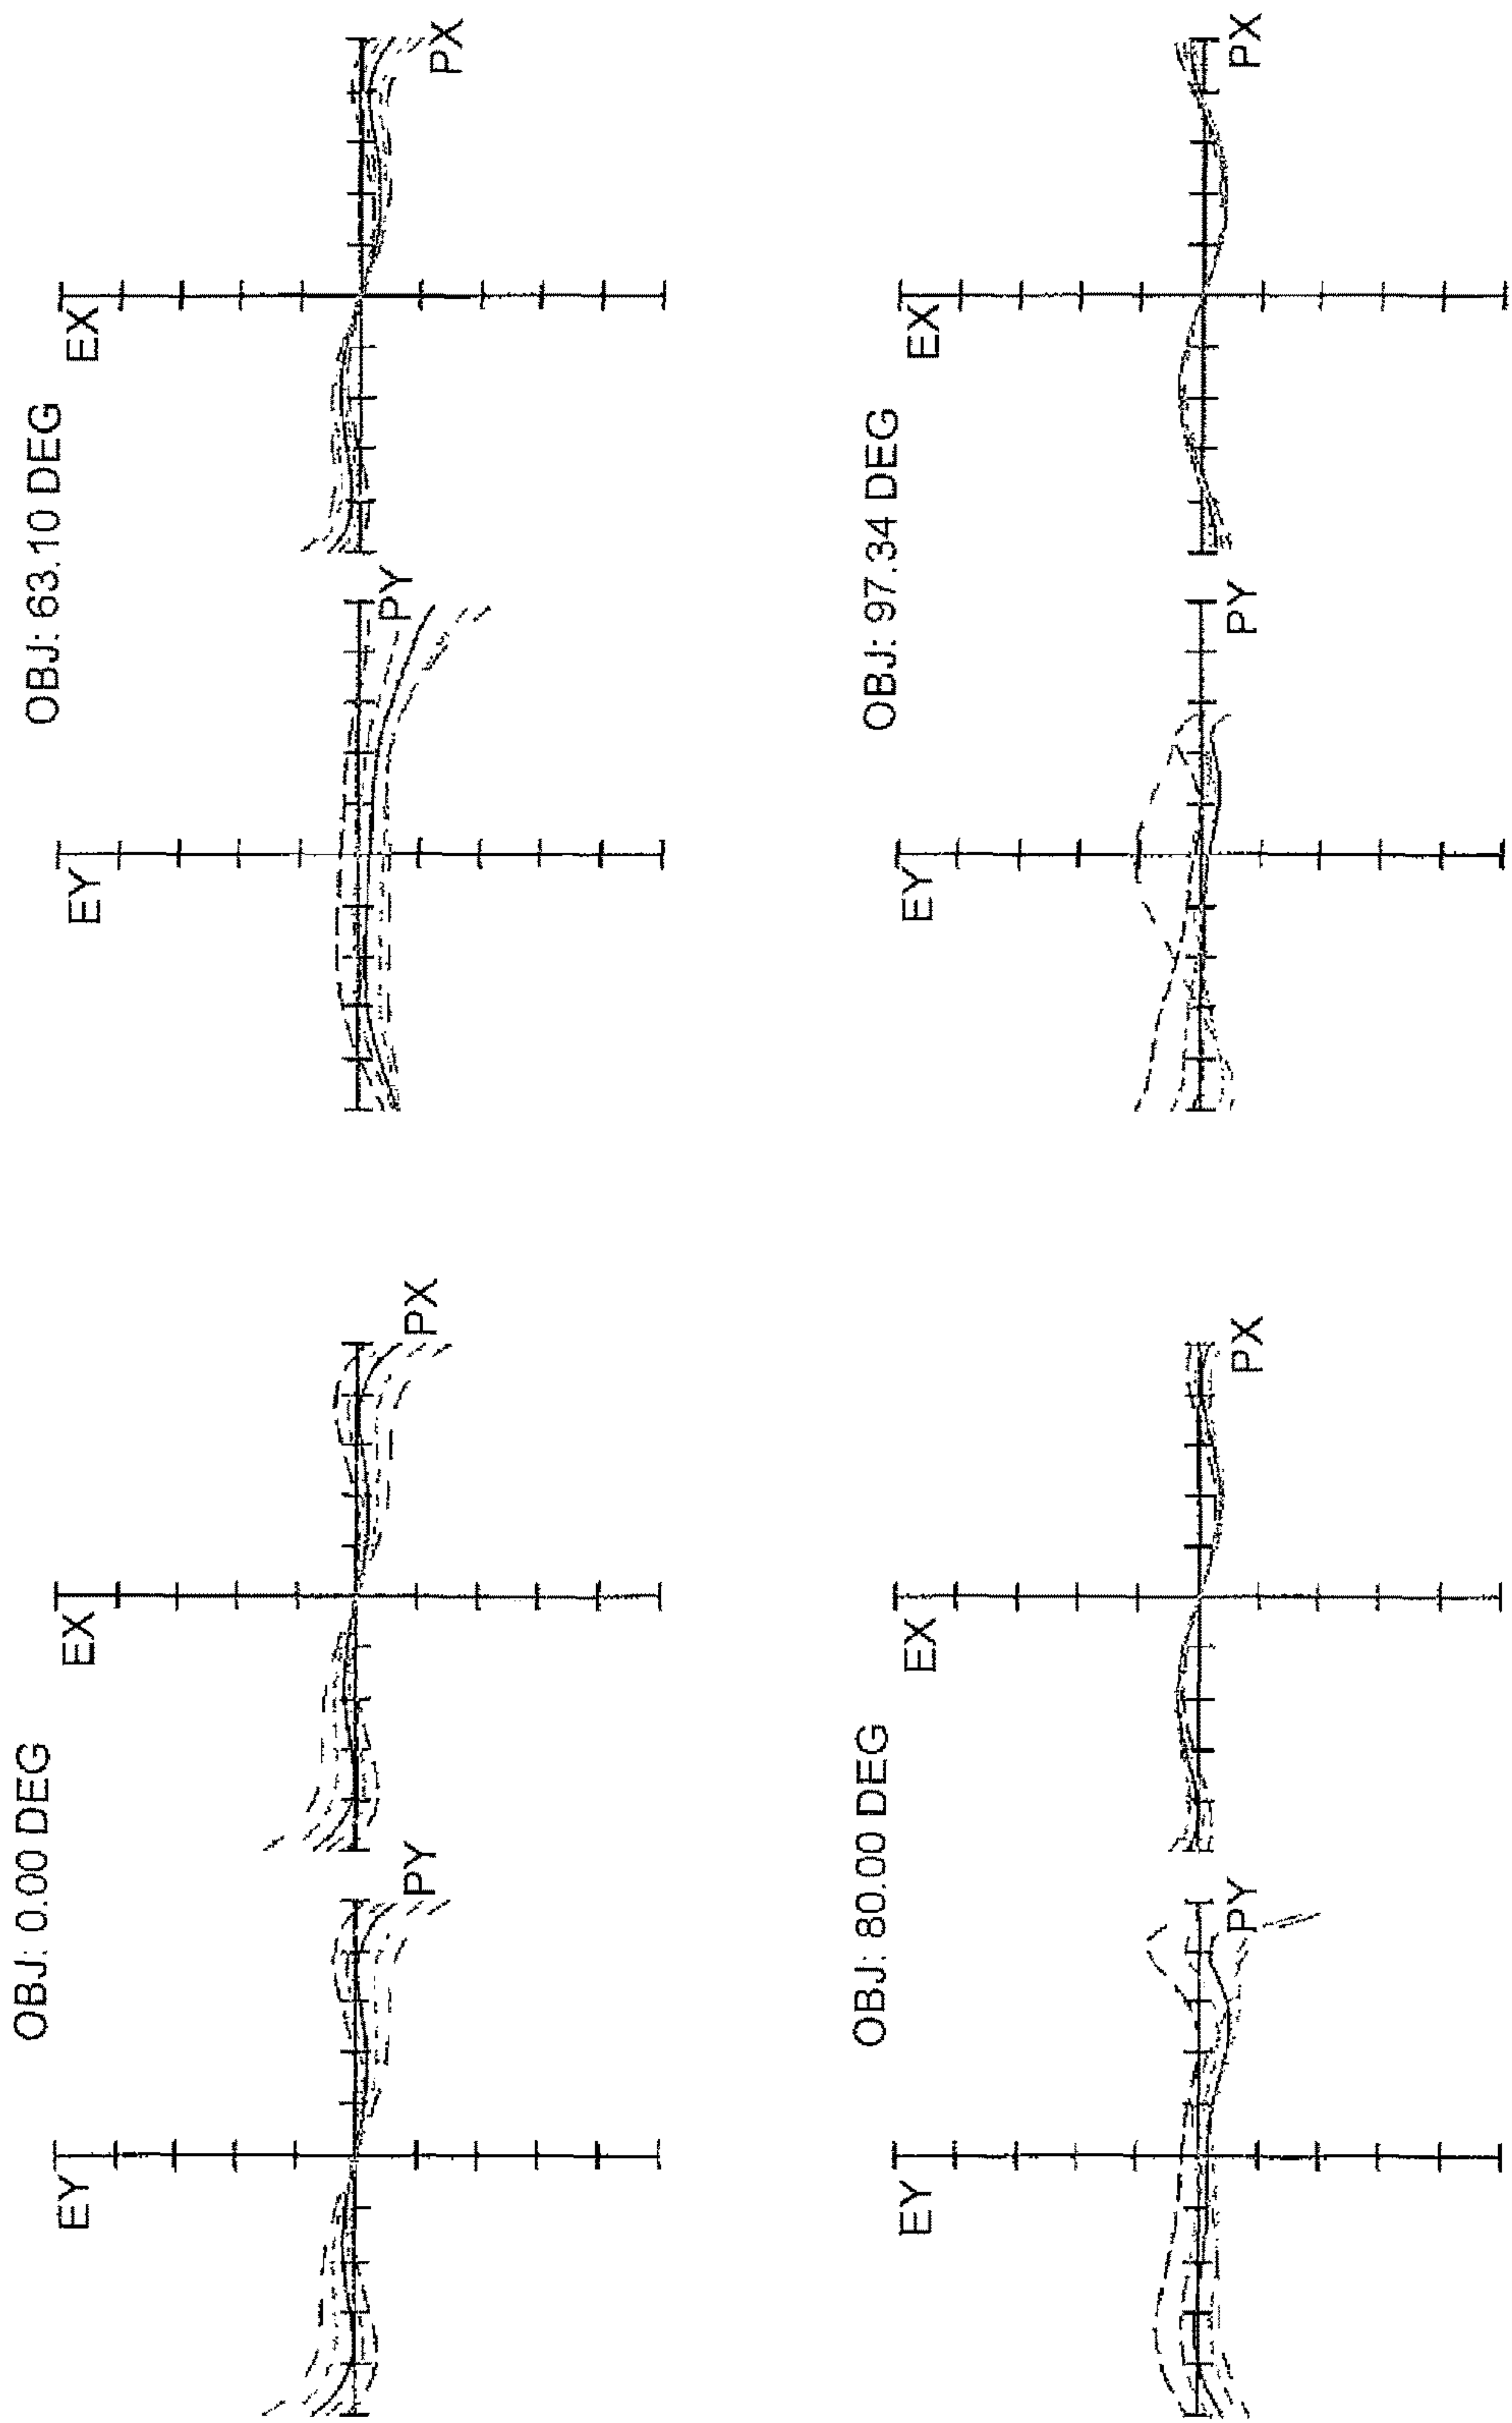 OBJ: 0.00 DEG
EY
PY
EX
PX
OBJ: 63.10 DEG
EY
PY
EX
PX
OBJ: 80.00 DEG
EY
PY
EX
PX
OBJ: 97.34 DEG
EY
PY
EX
PX